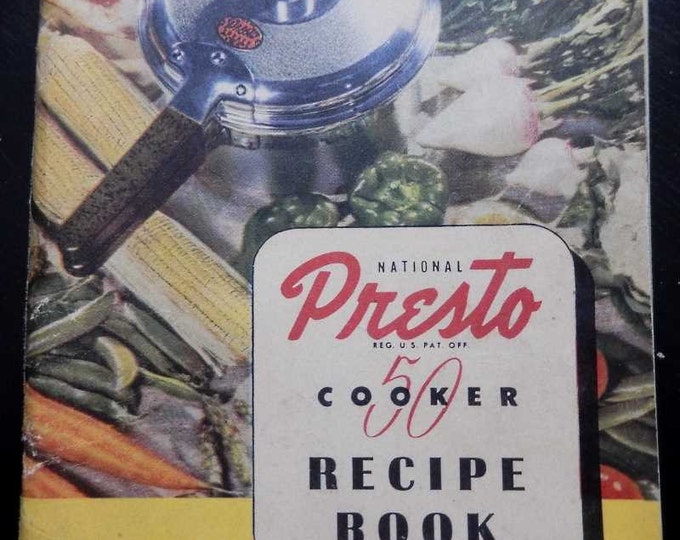 NATIONAL
Presto
REG. U.S. PAT. OFF.
50
COOKER
RECIPE
BOOK